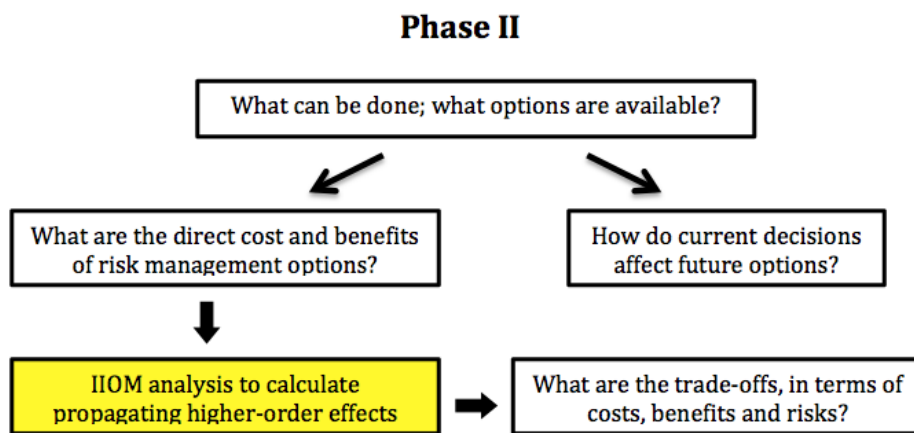 Phase II
What can be done; what options are available?
What are the direct cost and benefits
of risk management options?
How do current decisions
affect future options?
IIOM analysis to calculate
propagating higher-order effects
What are the trade-offs, in terms of
costs, benefits and risks?